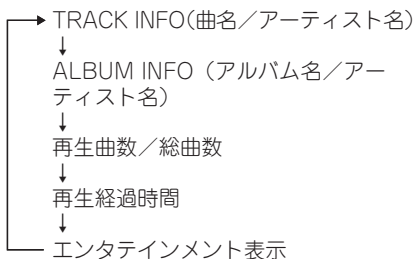 TRACK INFO(曲名／アーティスト名)
↓
ALBUM INFO（アルバム名／アー
ティスト名）
↓
再生曲数／総曲数
↓
再生経過時間
↓
エンタテインメント表示